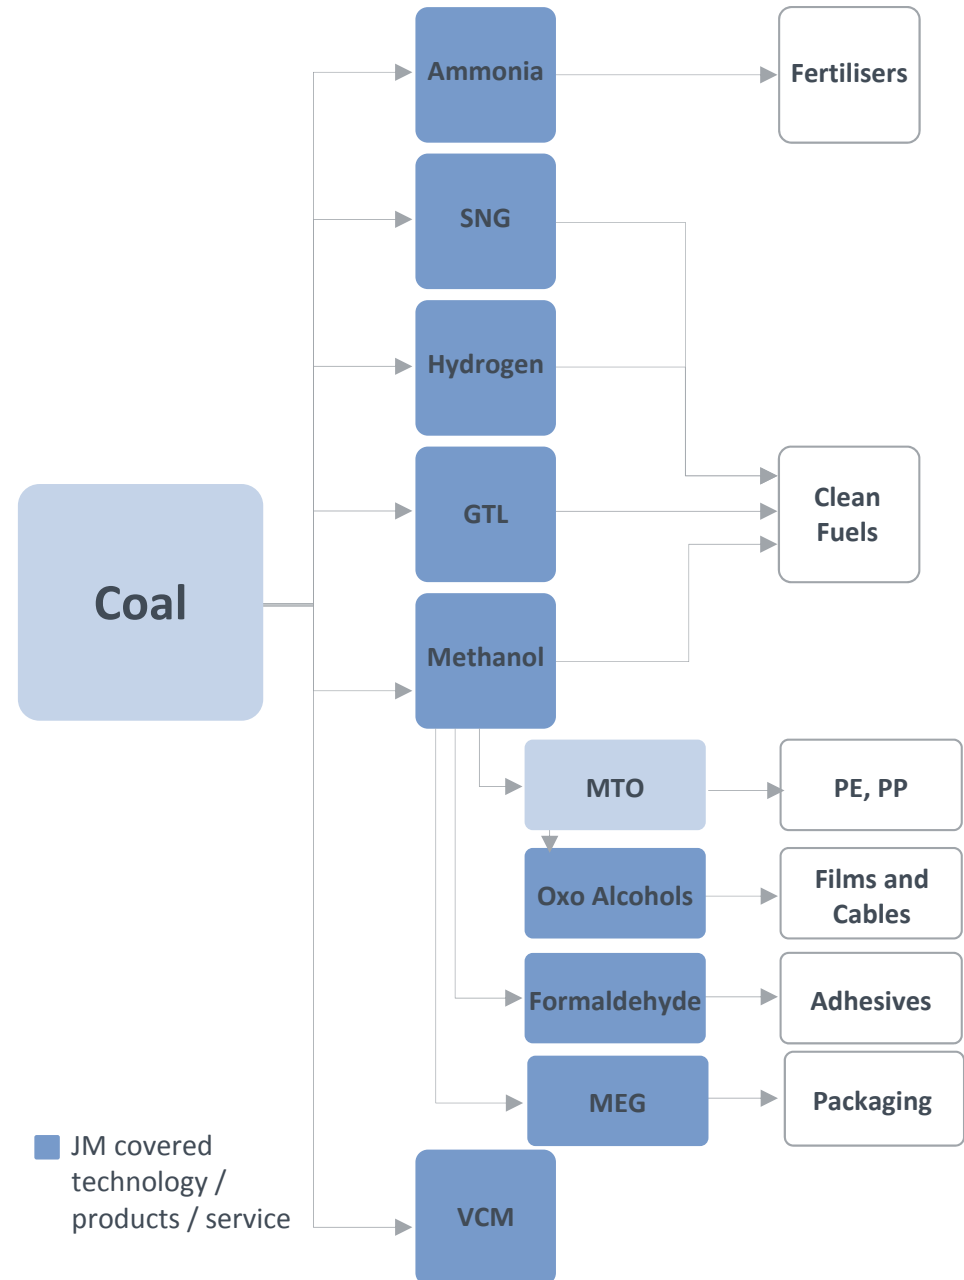 Ammonia
Fertilisers
SNG
Hydrogen
GTL
Clean
Fuels
Coal
Methanol
MTO
PE, PP
Oxo Alcohols
Films and
Cables
Formaldehyde
Adhesives
MEG
Packaging
JM covered
technology /
products / service
VCM